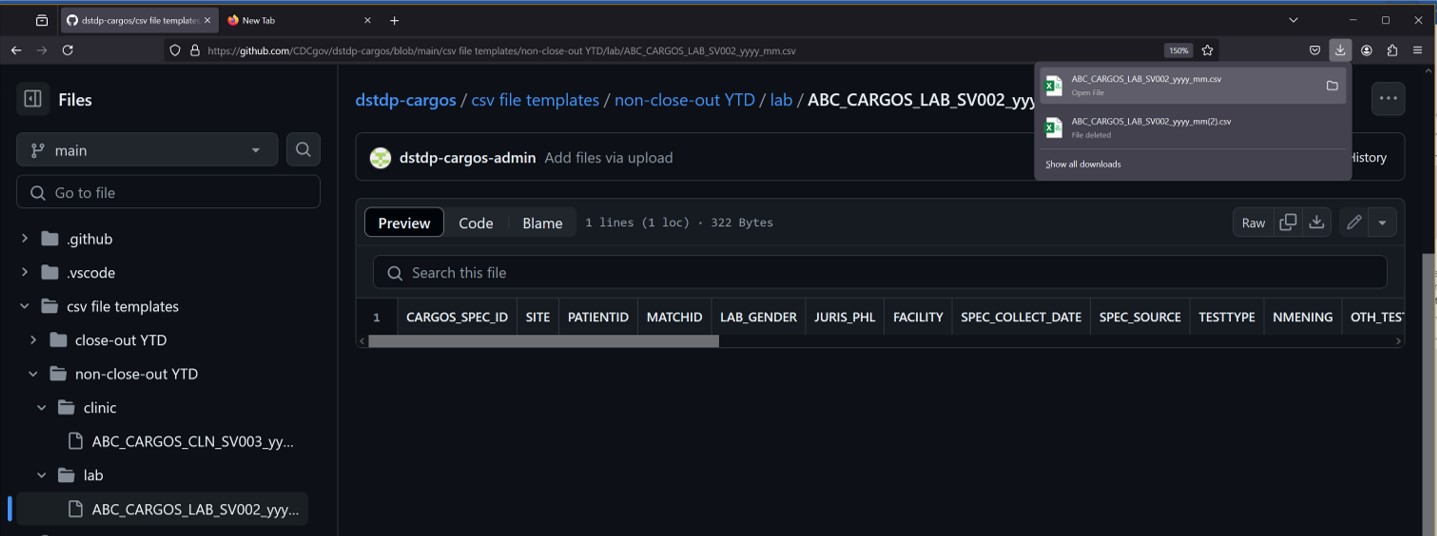 dstdp-cargos/csv file templates
New Tab
https://github.com/CDCgov/dstdp-cargos/blob/main/csv file templates/non-close-out YTD/lab/ABC_CARGOS_LAB_SV002_yyyy_mm.csv
150%
ABC_CARGOS_LAB_SV002_yyyy_mm.csv
Open File
ABC_CARGOS_LAB_SV002_yyyy_mm(2).csv
File deleted
Show all downloads
Files
main
Go to file
.github
.vscode
csv file templates
close-out YTD
non-close-out YTD
clinic
ABC_CARGOS_CLN_SV003_yy...
lab
ABC_CARGOS_LAB_SV002_yyy...
dstdp-cargos / csv file templates / non-close-out YTD / lab / ABC_CARGOS_LAB_SV002_yyy
dstdp-cargos-admin Add files via upload
History
Preview Code Blame 1 lines (1 loc) · 322 Bytes
Raw
Search this file
1 CARGOS_SPEC_ID SITE PATIENTID MATCHID LAB_GENDER JURIS_PHL FACILITY SPEC_COLLECT_DATE SPEC_SOURCE TESTTYPE NMENING OTH_TEST